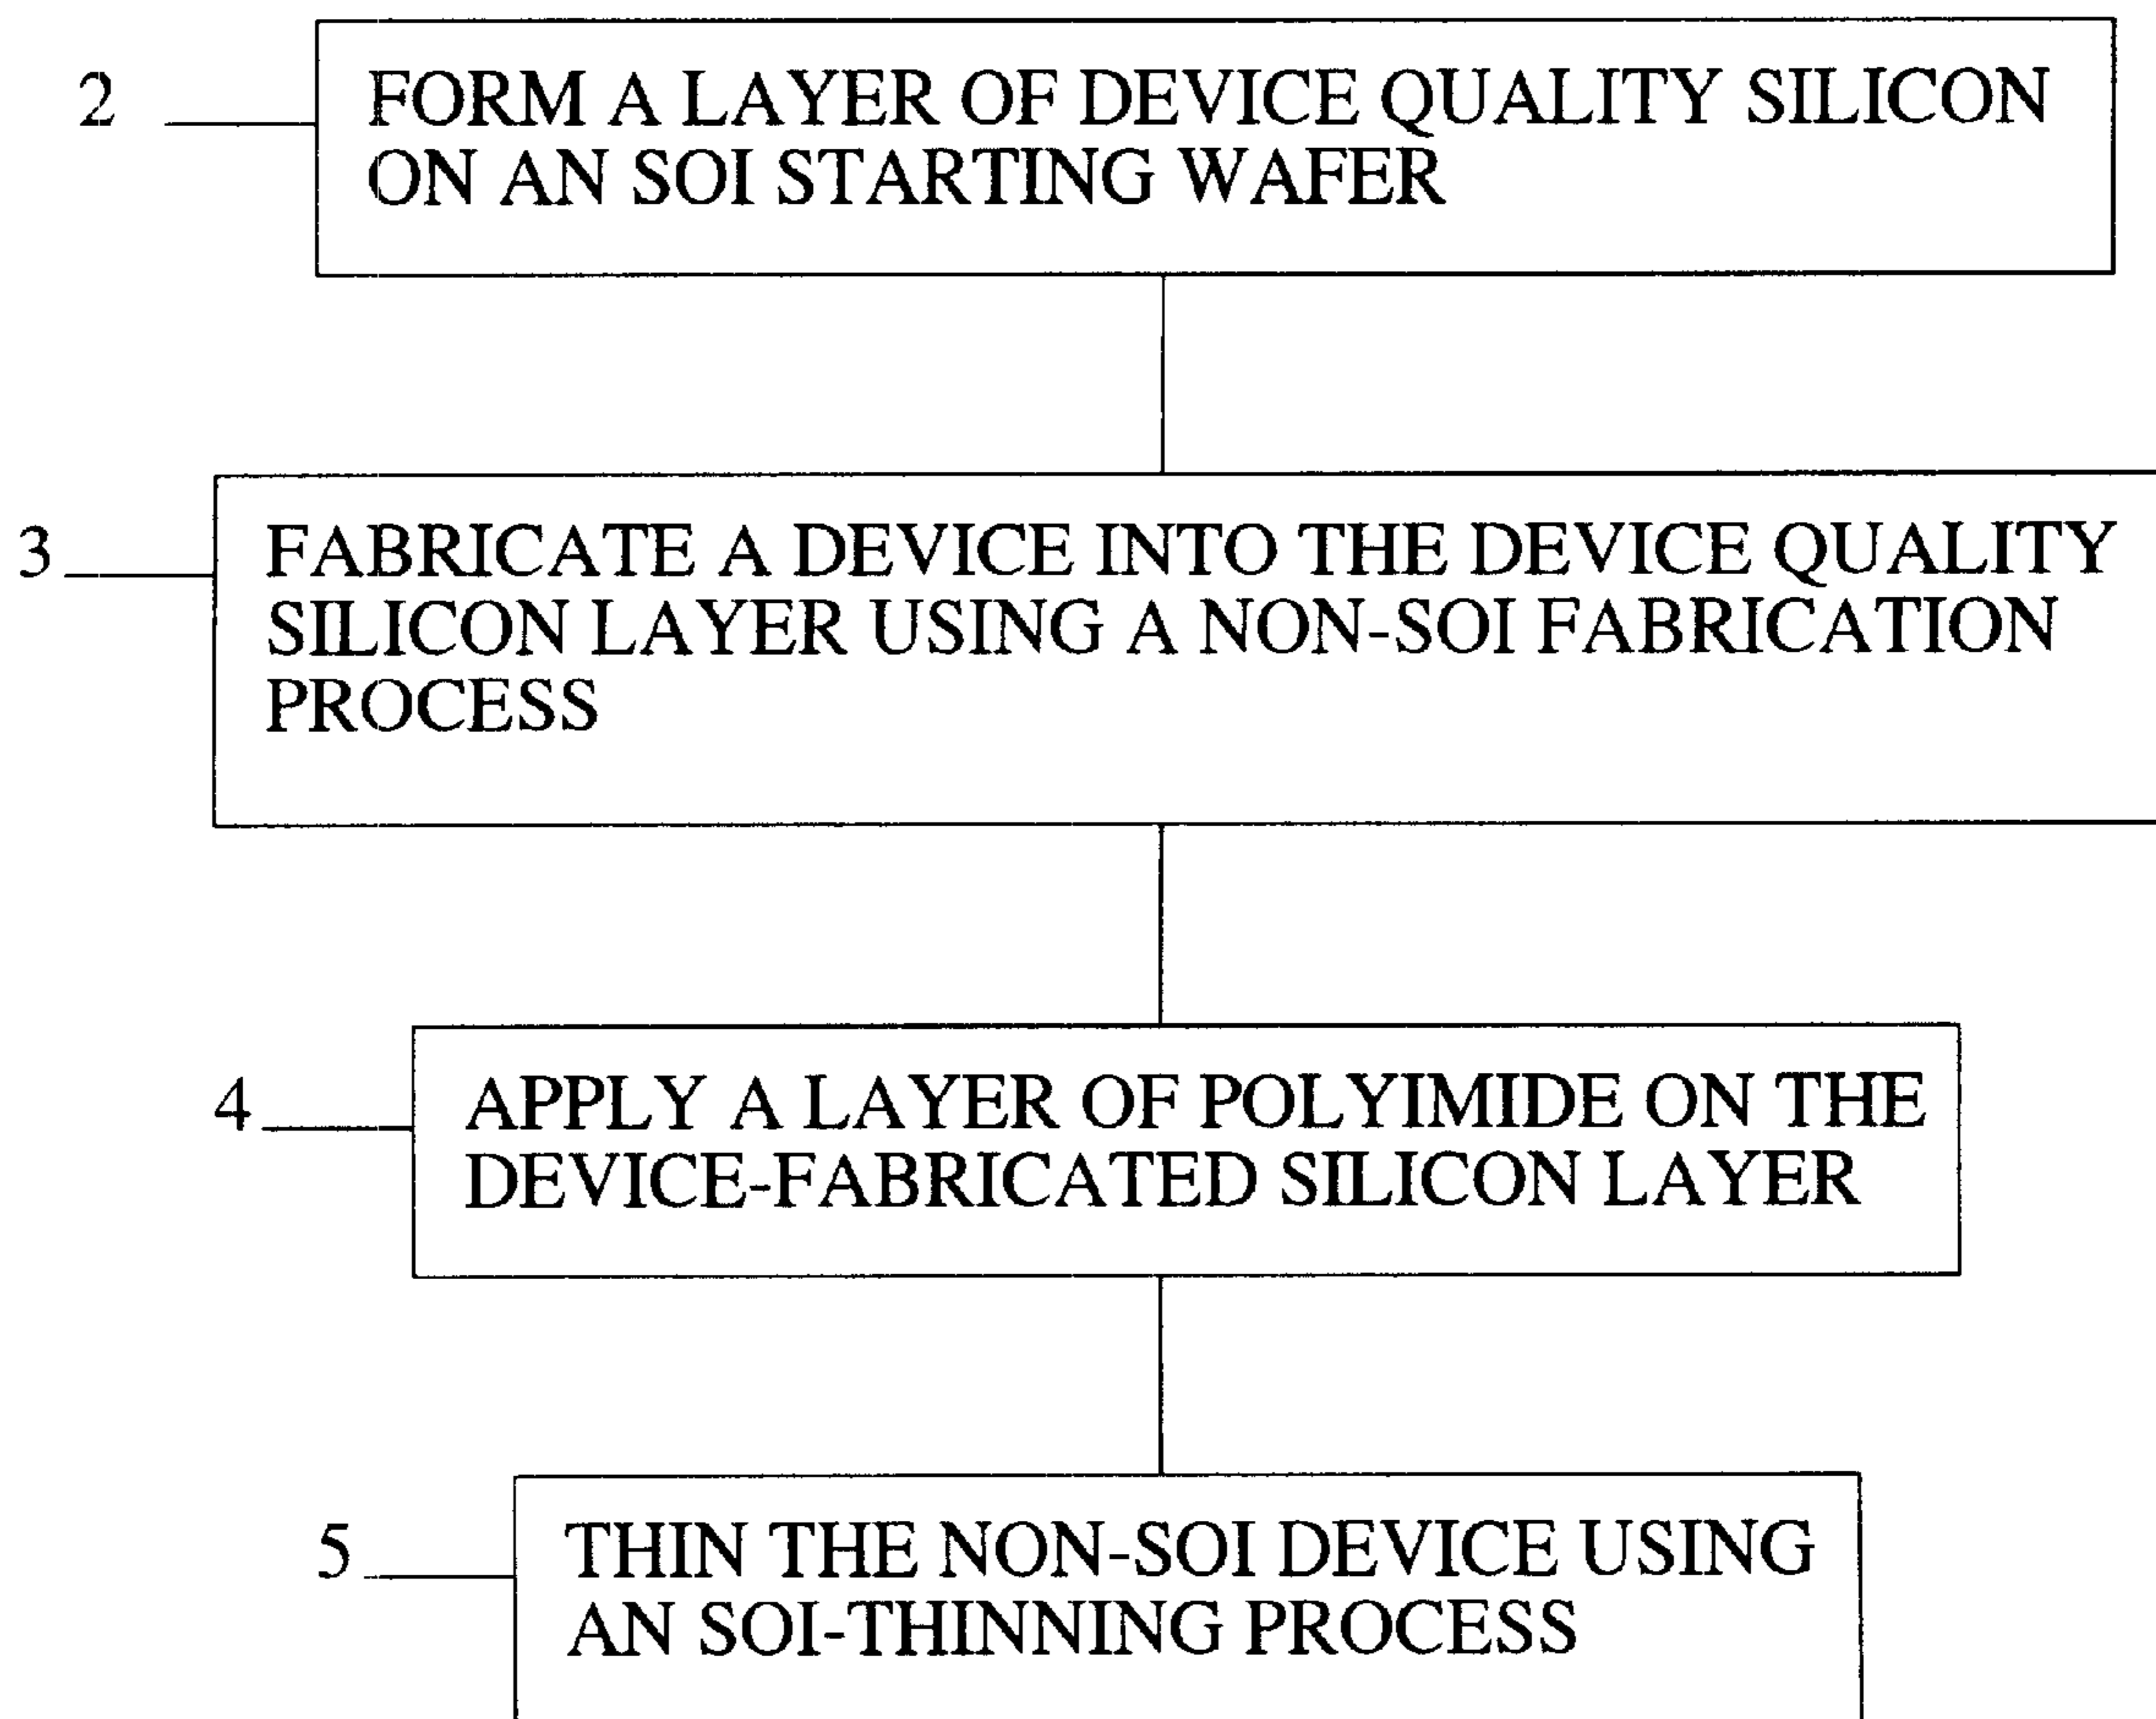 2
FORM A LAYER OF DEVICE QUALITY SILICON
ON AN SOI STARTING WAFER
3
FABRICATE A DEVICE INTO THE DEVICE QUALITY
SILICON LAYER USING A NON-SOI FABRICATION
PROCESS
4
APPLY A LAYER OF POLYIMIDE ON THE
DEVICE-FABRICATED SILICON LAYER
5
THIN THE NON-SOI DEVICE USING
AN SOI-THINNING PROCESS